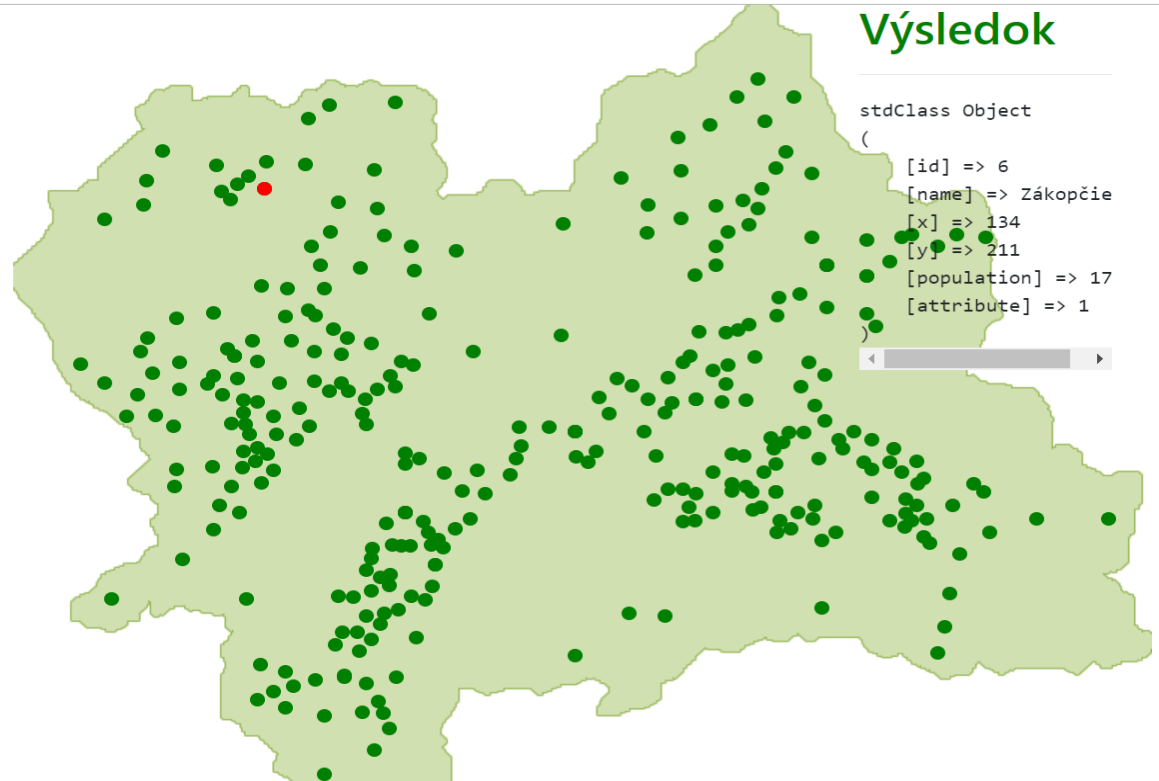 Výsledok
stdClass Object
(
[id] => 6
[name] => Zákopčie
[x] => 134
[y] => 211
[population] => 17
[attribute] => 1
)